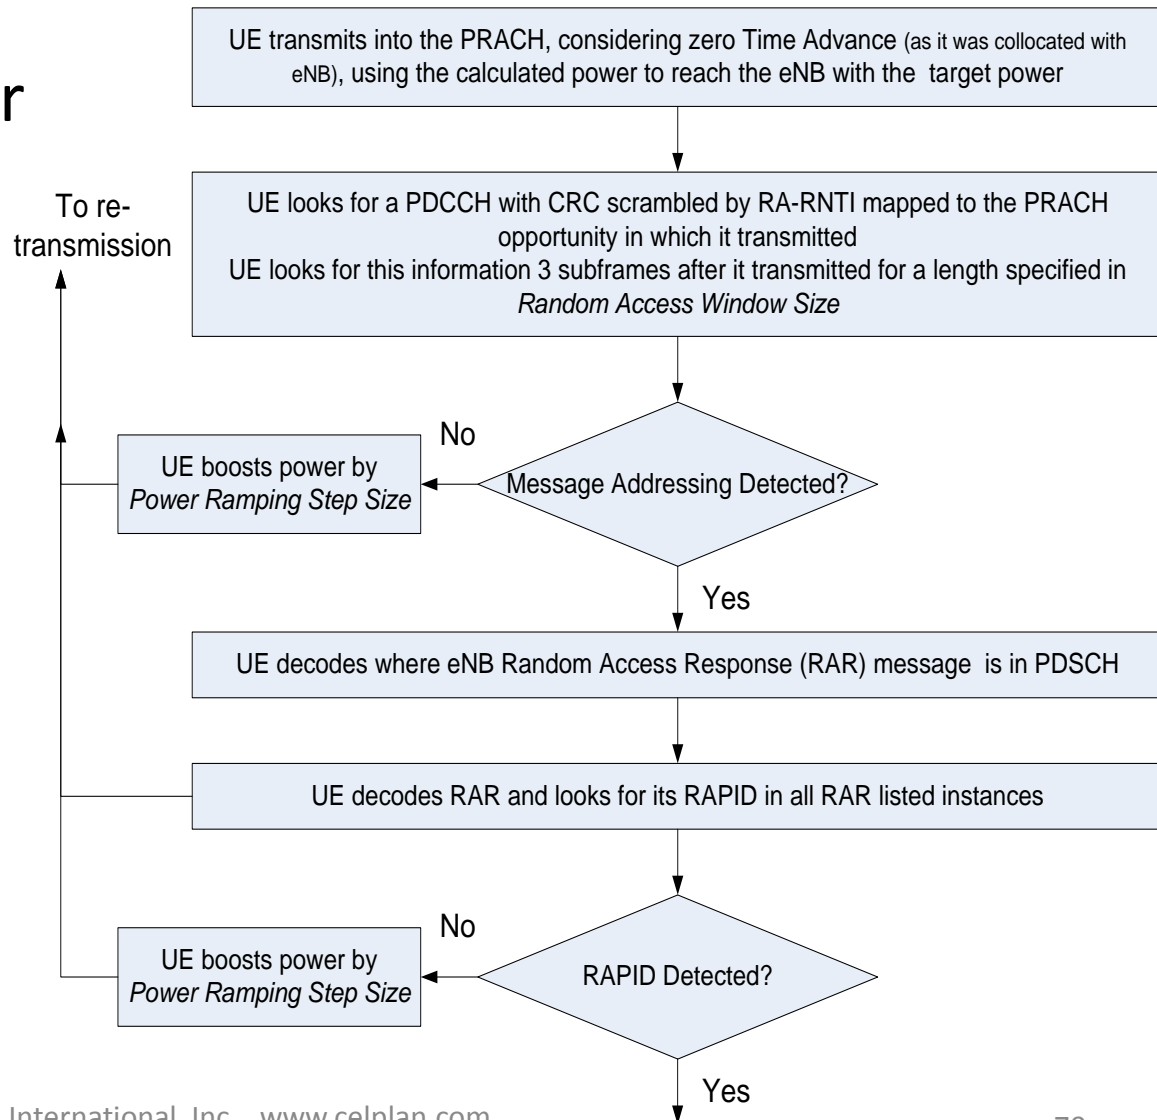 r
UE transmits into the PRACH, considering zero Time Advance (as it was collocated with
eNB), using the calculated power to reach the eNB with the target power
To re-
transmission
UE looks for a PDCCH with CRC scrambled by RA-RNTI mapped to the PRACH
opportunity in which it transmitted
UE looks for this information 3 subframes after it transmitted for a length specified in
Random Access Window Size
No
UE boosts power by
Power Ramping Step Size
Message Addressing Detected?
Yes
UE decodes where eNB Random Access Response (RAR) message is in PDSCH
UE decodes RAR and looks for its RAPID in all RAR listed instances
No
UE boosts power by
Power Ramping Step Size
RAPID Detected?
Yes
International, Inc. www.celplan.com